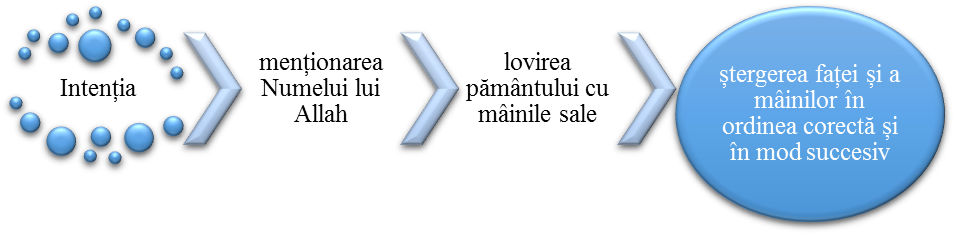 Intenția
menționarea
Numelui lui
Allah
lovirea
pământului cu
mâinile sale
ștergerea feței și a
mâinilor în
ordinea corectă și
în mod succesiv